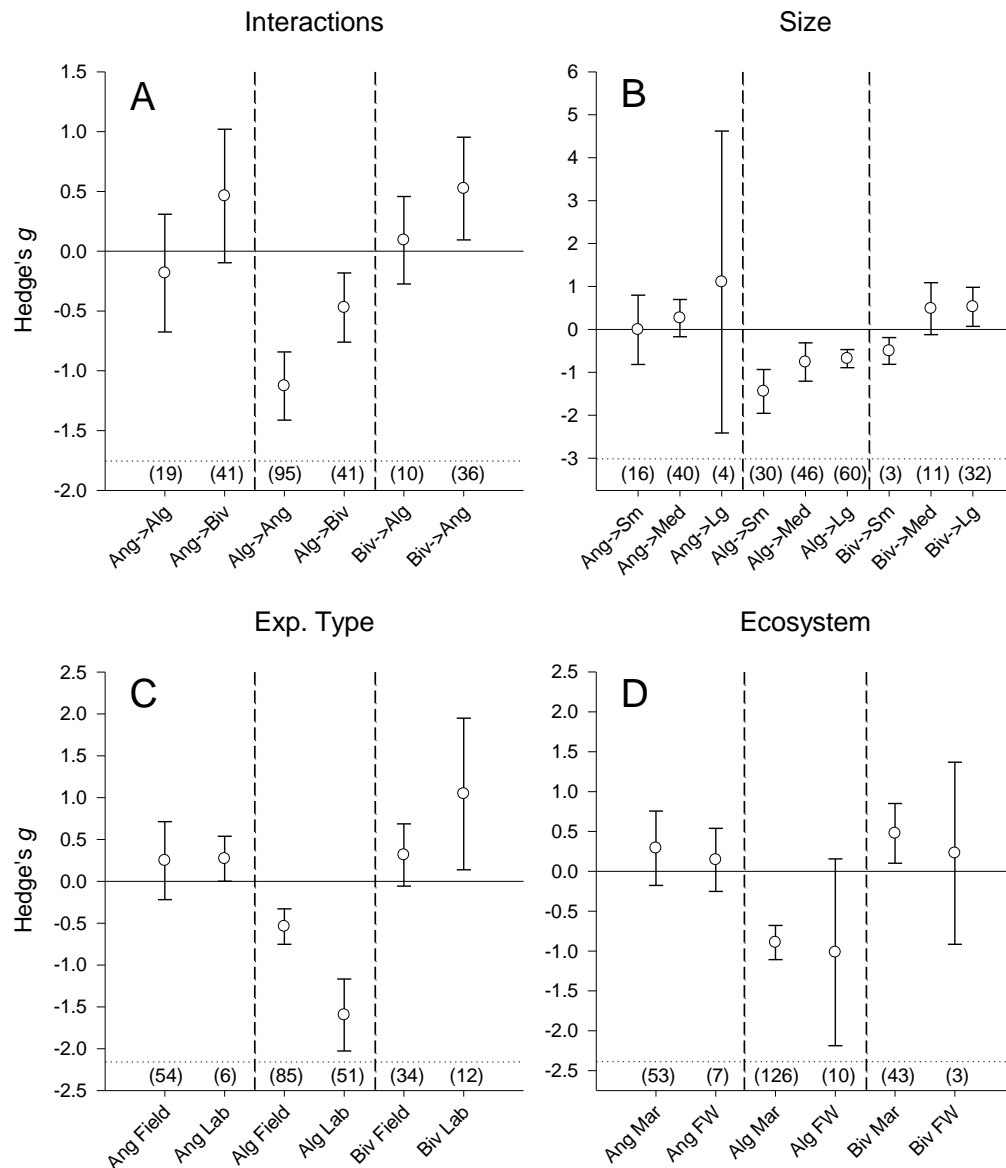 Interactions
A
Hedge's g
1.5
1.0
0.5
0.0
-0.5
-1.0
-1.5
-2.0
(19) (41) (95) (41) (10) (36)
Ang->Alg
Ang->Biv
Alg->Ang
Alg->Biv
Biv->Alg
Biv->Ang
Size
B
6
5
4
3
2
1
0
-1
-2
-3
(16) (40) (4) (30) (46) (60) (3) (11) (32)
Ang->Sm
Ang->Med
Ang->Lg
Alg->Sm
Alg->Med
Alg->Lg
Biv->Sm
Biv->Med
Biv->Lg
Exp. Type
C
Hedge's g
2.5
2.0
1.5
1.0
0.5
0.0
-0.5
-1.0
-1.5
-2.0
-2.5
(54) (6) (85) (51) (34) (12)
Ang Field
Ang Lab
Alg Field
Alg Lab
Biv Field
Biv Lab
Ecosystem
D
2.5
2.0
1.5
1.0
0.5
0.0
-0.5
-1.0
-1.5
-2.0
-2.5
(53) (7) (126) (10) (43) (3)
Ang Mar
Ang FW
Alg Mar
Alg FW
Biv Mar
Biv FW